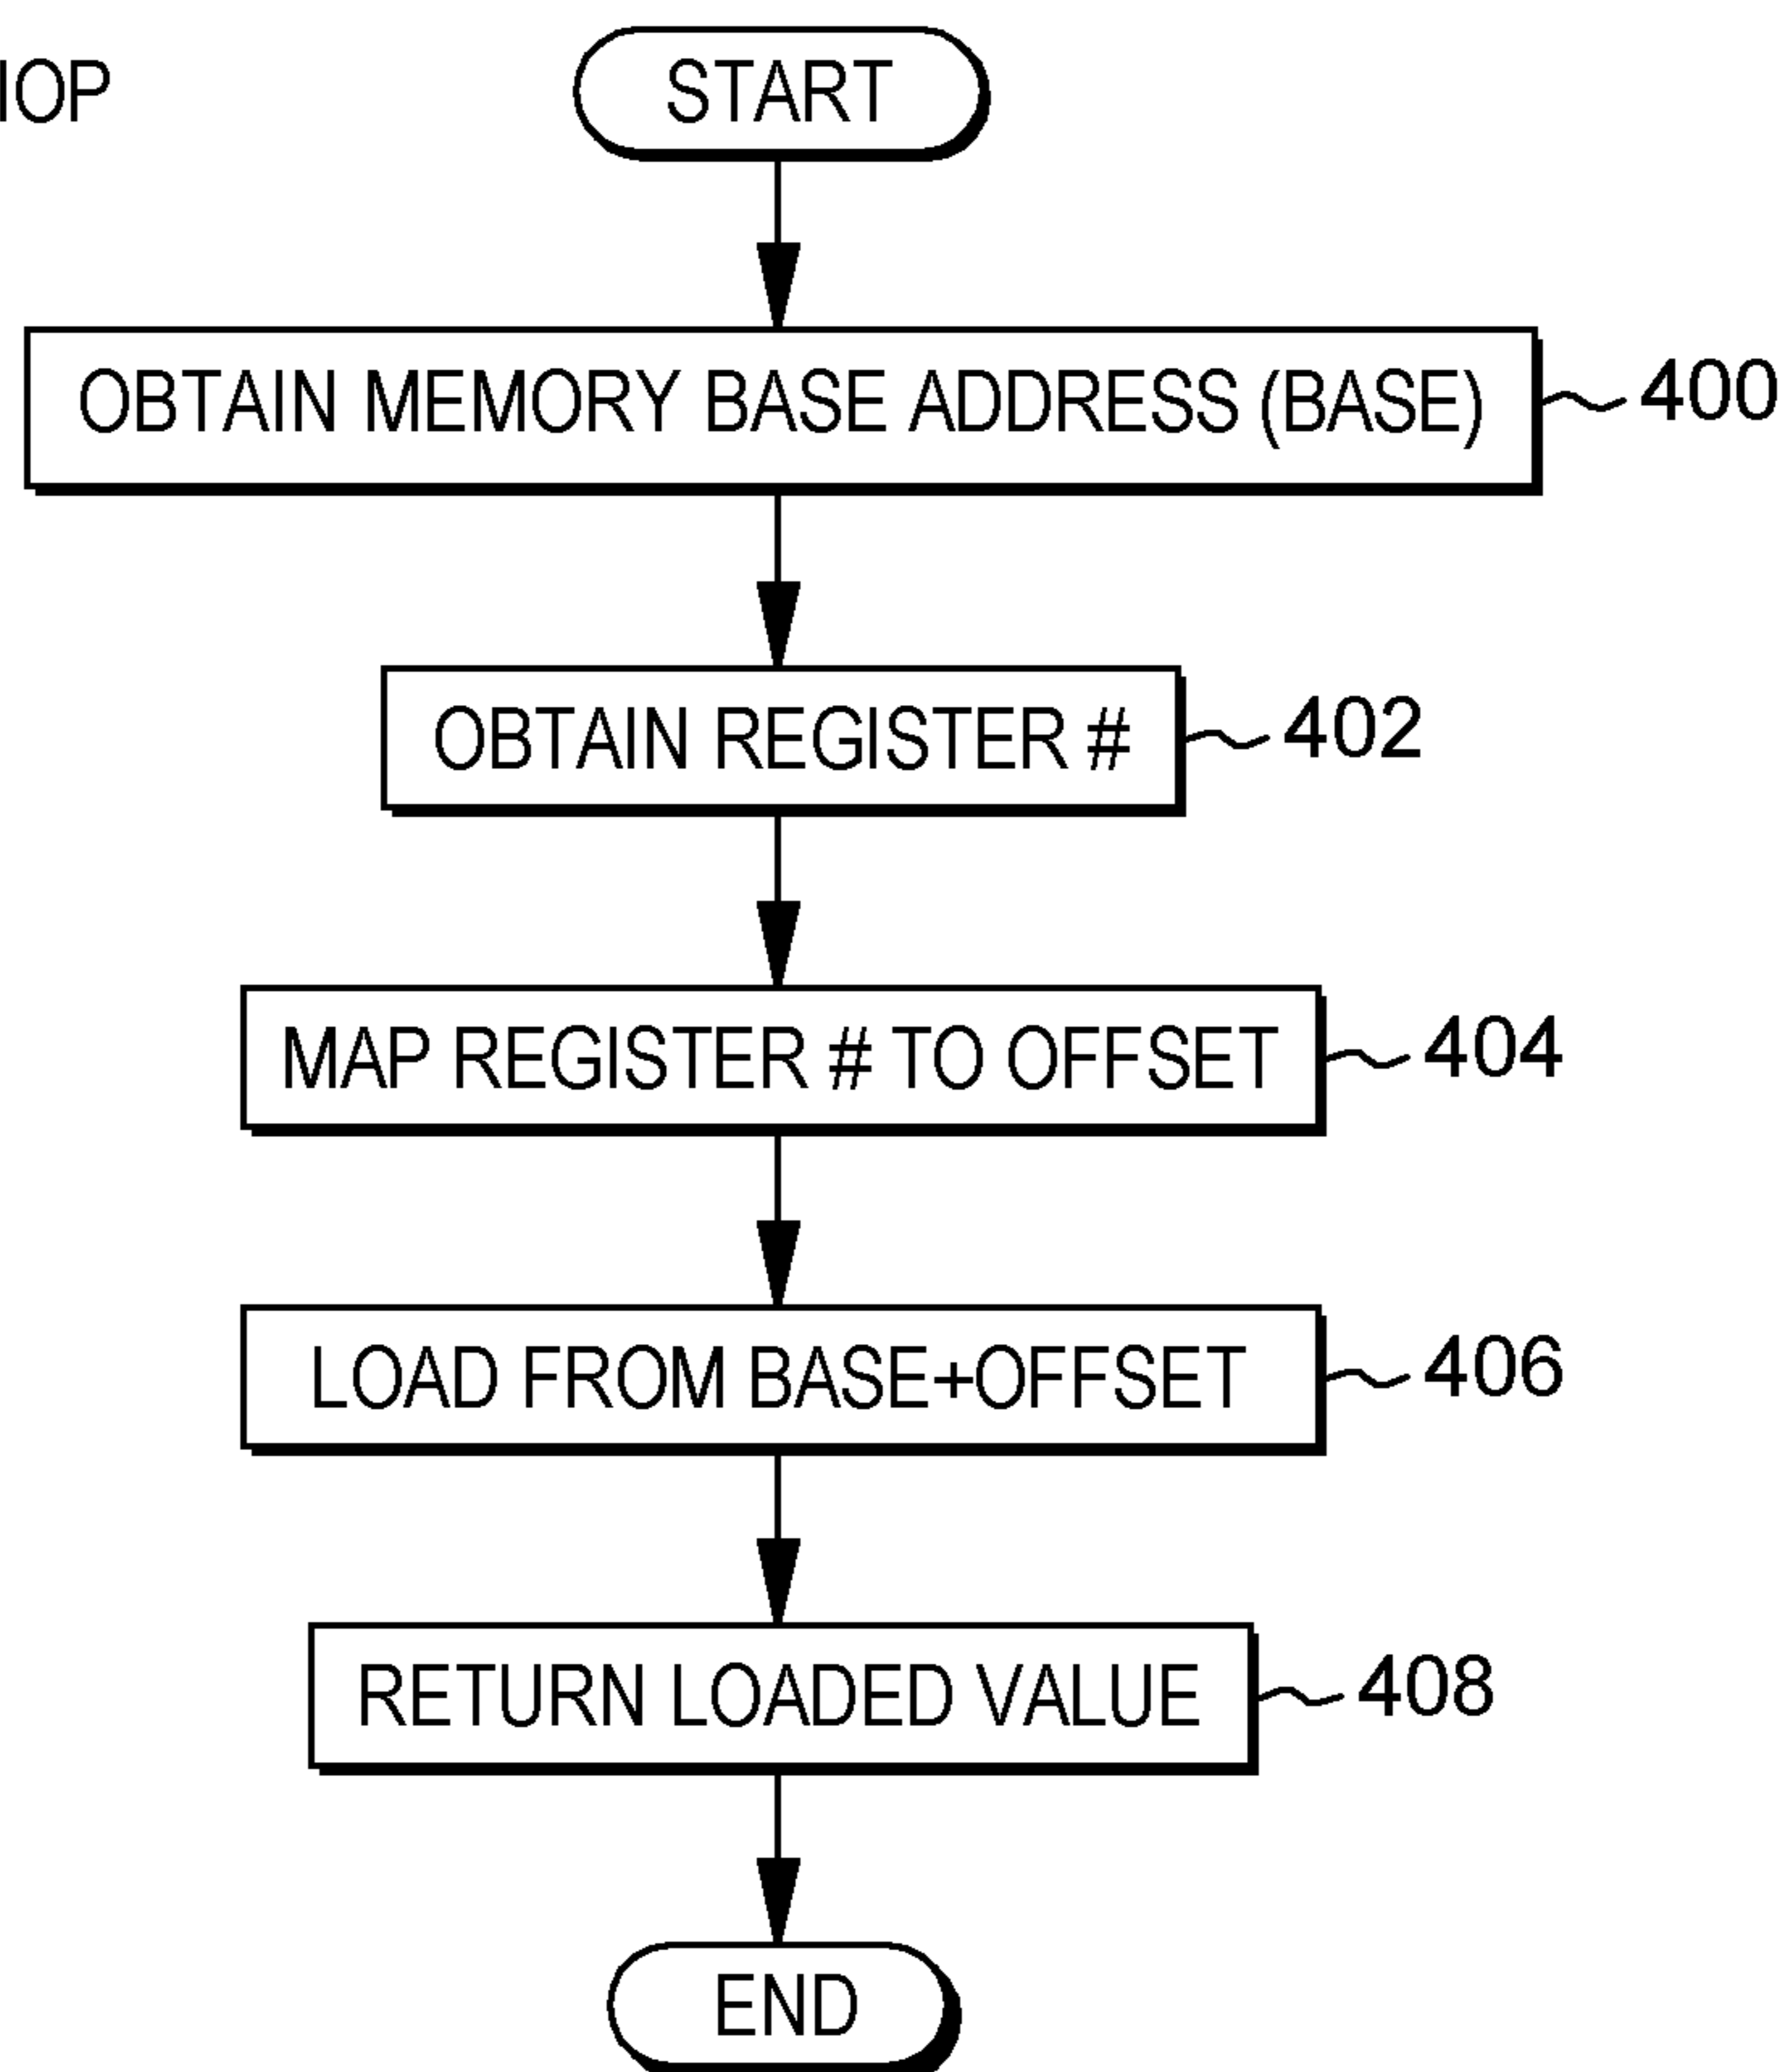 IOP
START
OBTAIN MEMORY BASE ADDRESS (BASE)
400
OBTAIN REGISTER #
402
MAP REGISTER # TO OFFSET
404
LOAD FROM BASE+OFFSET
406
RETURN LOADED VALUE
408
END